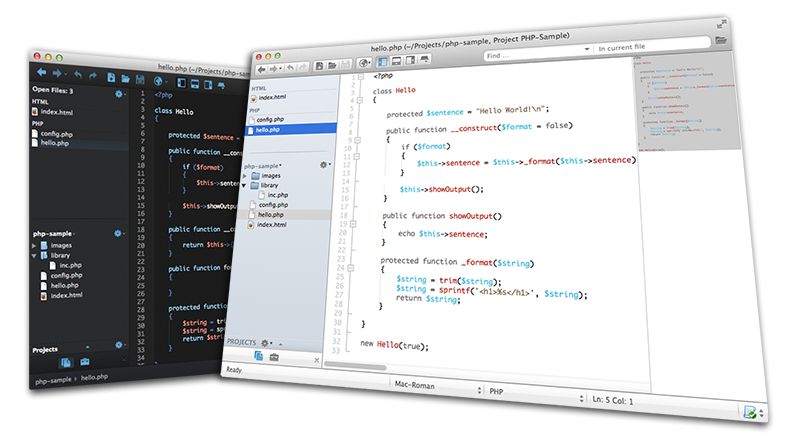 hello.php (~/Projects/php-sam
Open Files: 3
HTML
index.html
PHP
config.php
hello.php
php-sample
images
library
inc.php
config.php
hello.php
index.html
Projects
php-sample › hello.php
1 <?php
2
3 class Hello
4 {
5
6 protected $sentence =
7
8 public function __cons
9 {
10 if ($format)
11 {
12 $this->senten
13 }
14
15 $this->showOutpu
16 }
17
18 public function __c
19 {
20 return $this->
21 }
22
23 public function fo
24 {
25
26 }
27
28 protected functio
29 {
30 $string = tri
31 $string = sp
32 return $stri
33 }
34
hello.php (~/Projects/php-sample, Project PHP-Sample)
Find ...
In current file
HTML
index.html
PHP
config.php
hello.php
php-sample*
images
library
inc.php
config.php
hello.php
index.html
PROJECTS
1 <?php
2
3 class Hello
4 {
5 protected $sentence = "Hello World!\n";
6
7
8 public function __construct($format = false)
9 {
10 if ($format)
11 {
12 $this->sentence = $this->_format($this->sentence)
13 }
14
15 $this->showOutput();
16 }
17
18 public function showOutput()
19 {
20 echo $this->sentence;
21 }
22
23 protected function _format($string)
24 {
25 $string = trim($string);
26 $string = sprintf('<h1>%s</h1>', $string);
27 return $string;
28 }
29
30 }
31
32 new Hello(true);
33
Ready
Mac-Roman
PHP
Ln: 5 Col: 1